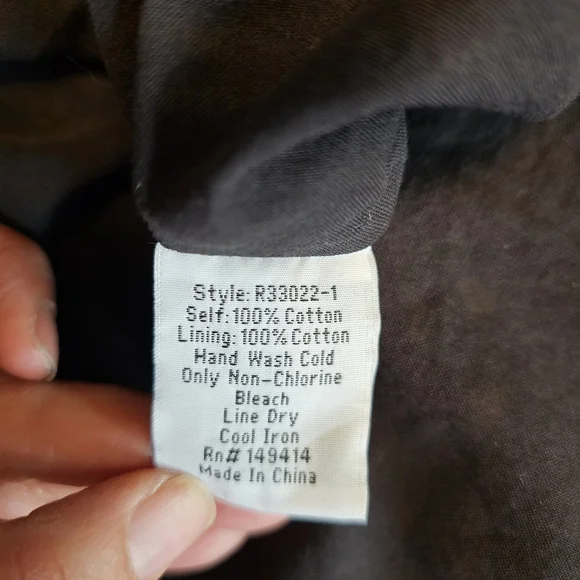 Style: R33022-1
Self: 100% Cotton
Lining: 100% Cotton
Hand Wash Cold
Only Non-Chlorine
Bleach
Line Dry
Cool Iron
Rn# 149414
Made In China